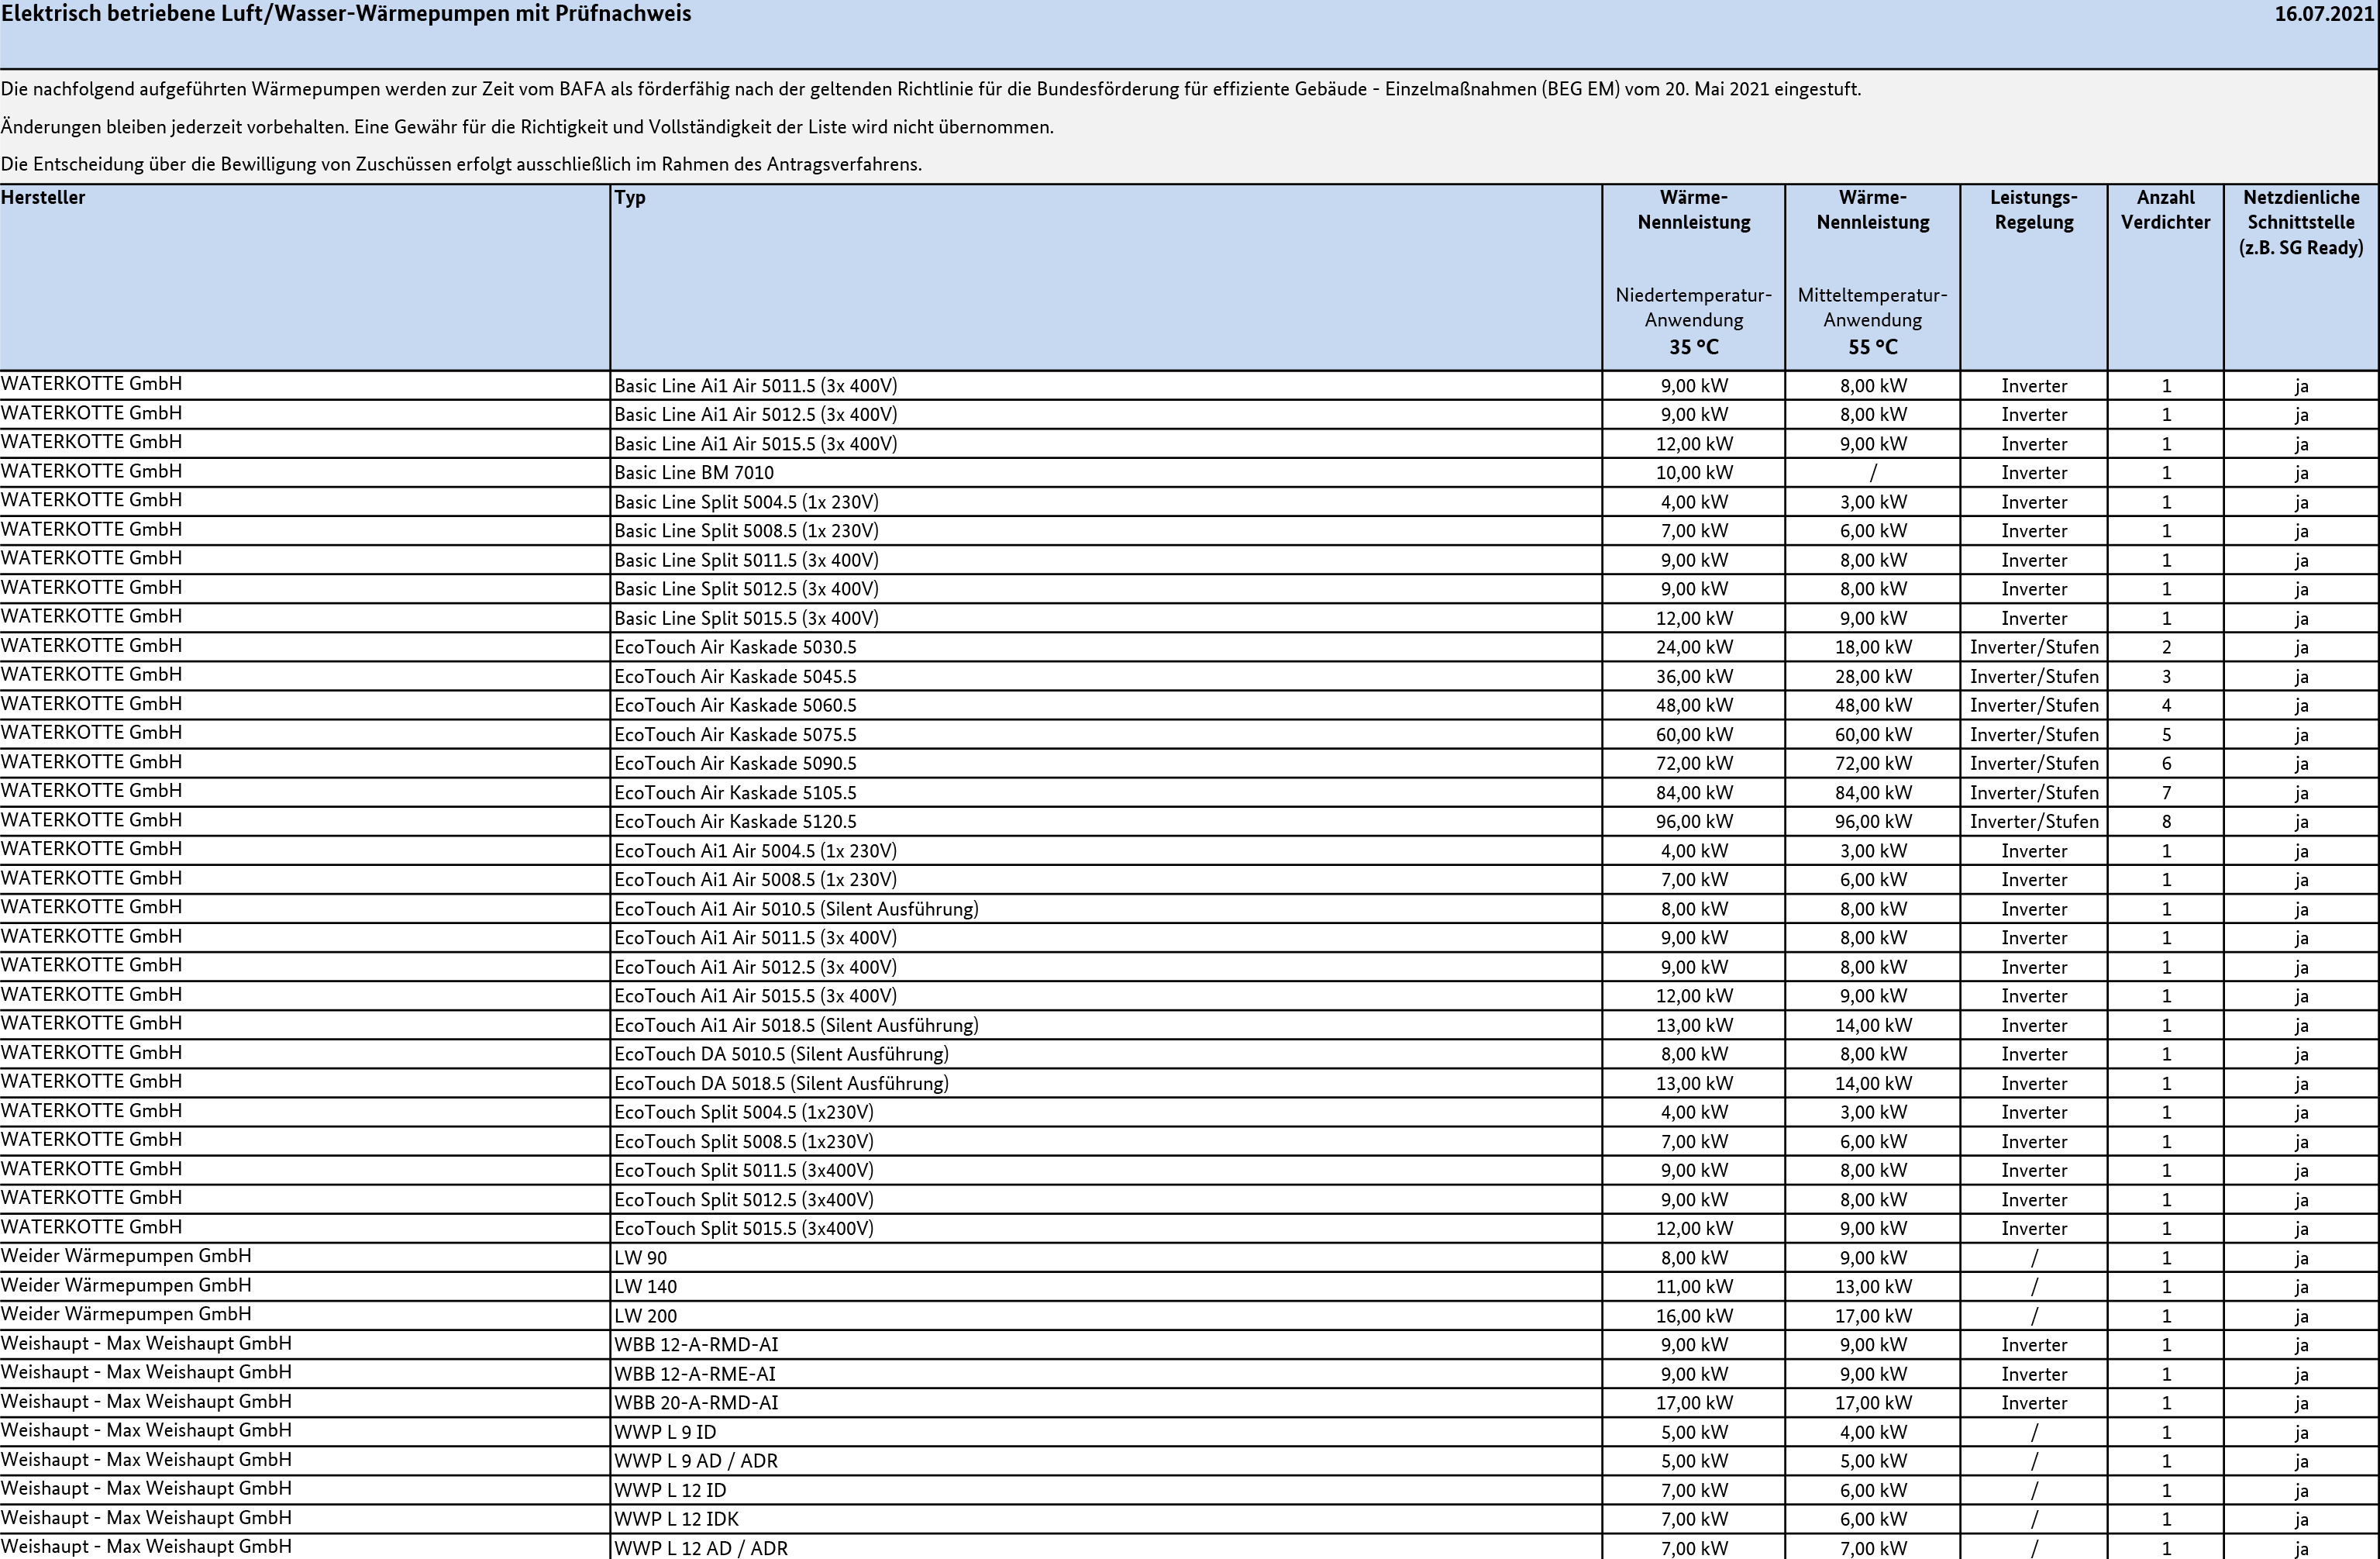 Elektrisch betriebene Luft/Wasser-Wärmepumpen mit Prüfnachweis 16.07.2021
Die nachfolgend aufgeführten Wärmepumpen werden zur Zeit vom BAFA als förderfähig nach der geltenden Richtlinie für die Bundesförderung für effiziente Gebäude - Einzelmaßnahmen (BEG EM) vom 20. Mai 2021 eingestuft.
Änderungen bleiben jederzeit vorbehalten. Eine Gewähr für die Richtigkeit und Vollständigkeit der Liste wird nicht übernommen.
Die Entscheidung über die Bewilligung von Zuschüssen erfolgt ausschließlich im Rahmen des Antragsverfahrens.
Hersteller Typ Wärme- Wärme- Leistungs- Anzahl Netzdienliche
Nennleistung Nennleistung Regelung Verdichter Schnittstelle
(z.B. SG Ready)
Niedertemperatur- Mitteltemperatur-
Anwendung Anwendung
35 °C 55 °C
WATERKOTTE GmbH Basic Line Ai1 Air 5011.5 (3x 400V) 9,00 kW 8,00 kW Inverter 1 ja
WATERKOTTE GmbH Basic Line Ai1 Air 5012.5 (3x 400V) 9,00 kW 8,00 kW Inverter 1 ja
WATERKOTTE GmbH Basic Line Ai1 Air 5015.5 (3x 400V) 12,00 kW 9,00 kW Inverter 1 ja
WATERKOTTE GmbH Basic Line BM 7010 10,00 kW / Inverter 1 ja
WATERKOTTE GmbH Basic Line Split 5004.5 (1x 230V) 4,00 kW 3,00 kW Inverter 1 ja
WATERKOTTE GmbH Basic Line Split 5008.5 (1x 230V) 7,00 kW 6,00 kW Inverter 1 ja
WATERKOTTE GmbH Basic Line Split 5011.5 (3x 400V) 9,00 kW 8,00 kW Inverter 1 ja
WATERKOTTE GmbH Basic Line Split 5012.5 (3x 400V) 9,00 kW 8,00 kW Inverter 1 ja
WATERKOTTE GmbH Basic Line Split 5015.5 (3x 400V) 12,00 kW 9,00 kW Inverter 1 ja
WATERKOTTE GmbH EcoTouch Air Kaskade 5030.5 24,00 kW 18,00 kW Inverter/Stufen 2 ja
WATERKOTTE GmbH EcoTouch Air Kaskade 5045.5 36,00 kW 28,00 kW Inverter/Stufen 3 ja
WATERKOTTE GmbH EcoTouch Air Kaskade 5060.5 48,00 kW 48,00 kW Inverter/Stufen 4 ja
WATERKOTTE GmbH EcoTouch Air Kaskade 5075.5 60,00 kW 60,00 kW Inverter/Stufen 5 ja
WATERKOTTE GmbH EcoTouch Air Kaskade 5090.5 72,00 kW 72,00 kW Inverter/Stufen 6 ja
WATERKOTTE GmbH EcoTouch Air Kaskade 5105.5 84,00 kW 84,00 kW Inverter/Stufen 7 ja
WATERKOTTE GmbH EcoTouch Air Kaskade 5120.5 96,00 kW 96,00 kW Inverter/Stufen 8 ja
WATERKOTTE GmbH EcoTouch Ai1 Air 5004.5 (1x 230V) 4,00 kW 3,00 kW Inverter 1 ja
WATERKOTTE GmbH EcoTouch Ai1 Air 5008.5 (1x 230V) 7,00 kW 6,00 kW Inverter 1 ja
WATERKOTTE GmbH EcoTouch Ai1 Air 5010.5 (Silent Ausführung) 8,00 kW 8,00 kW Inverter 1 ja
WATERKOTTE GmbH EcoTouch Ai1 Air 5011.5 (3x 400V) 9,00 kW 8,00 kW Inverter 1 ja
WATERKOTTE GmbH EcoTouch Ai1 Air 5012.5 (3x 400V) 9,00 kW 8,00 kW Inverter 1 ja
WATERKOTTE GmbH EcoTouch Ai1 Air 5015.5 (3x 400V) 12,00 kW 9,00 kW Inverter 1 ja
WATERKOTTE GmbH EcoTouch Ai1 Air 5018.5 (Silent Ausführung) 13,00 kW 14,00 kW Inverter 1 ja
WATERKOTTE GmbH EcoTouch DA 5010.5 (Silent Ausführung) 8,00 kW 8,00 kW Inverter 1 ja
WATERKOTTE GmbH EcoTouch DA 5018.5 (Silent Ausführung) 13,00 kW 14,00 kW Inverter 1 ja
WATERKOTTE GmbH EcoTouch Split 5004.5 (1x230V) 4,00 kW 3,00 kW Inverter 1 ja
WATERKOTTE GmbH EcoTouch Split 5008.5 (1x230V) 7,00 kW 6,00 kW Inverter 1 ja
WATERKOTTE GmbH EcoTouch Split 5011.5 (3x400V) 9,00 kW 8,00 kW Inverter 1 ja
WATERKOTTE GmbH EcoTouch Split 5012.5 (3x400V) 9,00 kW 8,00 kW Inverter 1 ja
WATERKOTTE GmbH EcoTouch Split 5015.5 (3x400V) 12,00 kW 9,00 kW Inverter 1 ja
Weider Wärmepumpen GmbH LW 90 8,00 kW 9,00 kW / 1 ja
Weider Wärmepumpen GmbH LW 140 11,00 kW 13,00 kW / 1 ja
Weider Wärmepumpen GmbH LW 200 16,00 kW 17,00 kW / 1 ja
Weishaupt - Max Weishaupt GmbH WBB 12-A-RMD-AI 9,00 kW 9,00 kW Inverter 1 ja
Weishaupt - Max Weishaupt GmbH WBB 12-A-RME-AI 9,00 kW 9,00 kW Inverter 1 ja
Weishaupt - Max Weishaupt GmbH WBB 20-A-RMD-AI 17,00 kW 17,00 kW Inverter 1 ja
Weishaupt - Max Weishaupt GmbH WWP L 9 ID 5,00 kW 4,00 kW / 1 ja
Weishaupt - Max Weishaupt GmbH WWP L 9 AD / ADR 5,00 kW 5,00 kW / 1 ja
Weishaupt - Max Weishaupt GmbH WWP L 12 ID 7,00 kW 6,00 kW / 1 ja
Weishaupt - Max Weishaupt GmbH WWP L 12 IDK 7,00 kW 6,00 kW / 1 ja
Weishaupt - Max Weishaupt GmbH WWP L 12 AD / ADR 7,00 kW 7,00 kW / 1 ja